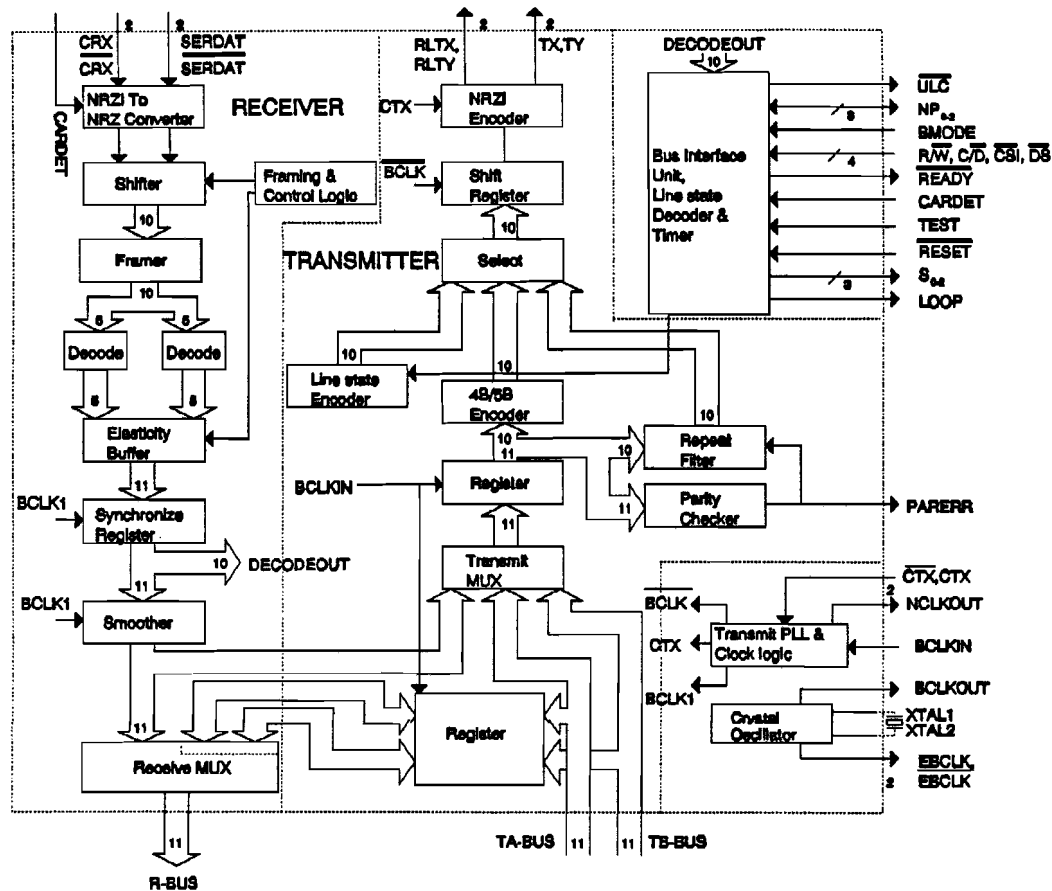 2
2
2
2
CRX
CRX
SERDAT
SERDAT
RLTX,
RLTY
TX,TY
CARDET
NRZI To
NRZ Converter
RECEIVER
CTX
NRZI
Encoder
Shifter
Framing &
Control Logic
BCLK
Shift
Register
10
10
Framer
TRANSMITTER
Select
10
5
5
Decode
Decode
5
5
10
Line state
Encoder
10
10
4B/5B
Encoder
10
Elasticity
Buffer
10
11
10
Repeat
Filter
11
BCLK1
Synchronize
Register
BCLKIN
Register
11
Parity
Checker
PARERR
10
DECODEOUT
11
11
Transmit
MUX
BCLK1
Smoother
11
Receive MUX
Register
11
R-BUS
TA-BUS
11
11
TB-BUS
DECODEOUT
10
Bus Interface
Unit,
Line state
Decoder &
Timer
ULC
3
NP0-2
BMODE
4
R/W, C/D, CSI, DS
READY
CARDET
TEST
RESET
3
S0-2
LOOP
2
CTX,CTX
BCLK
NCLKOUT
CTX
Transmit PLL &
Clock logic
BCLKIN
BCLK1
BCLKOUT
Crystal
Oscillator
XTAL1
XTAL2
2
EBCLK,
EBCLK